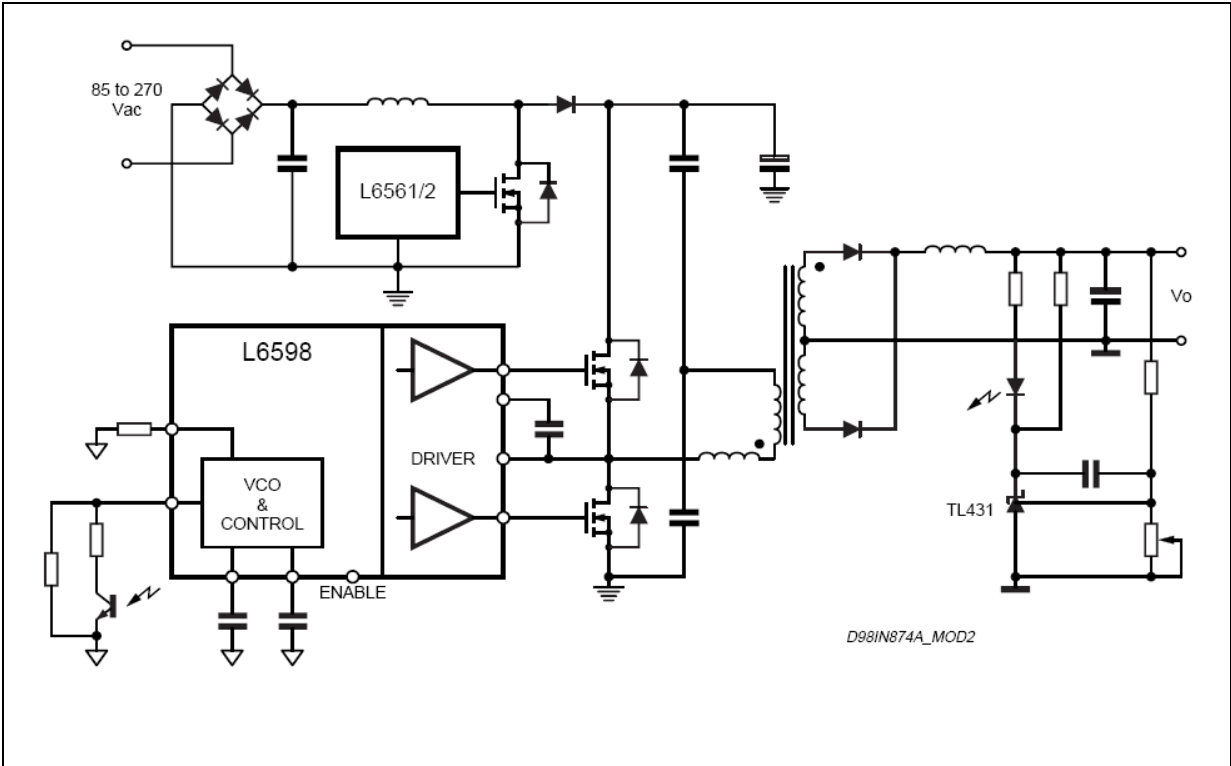 85 to 270
Vac
L6561/2
Vo
L6598
DRIVER
VCO
&
CONTROL
TL431
ENABLE
D98IN874A_MOD2